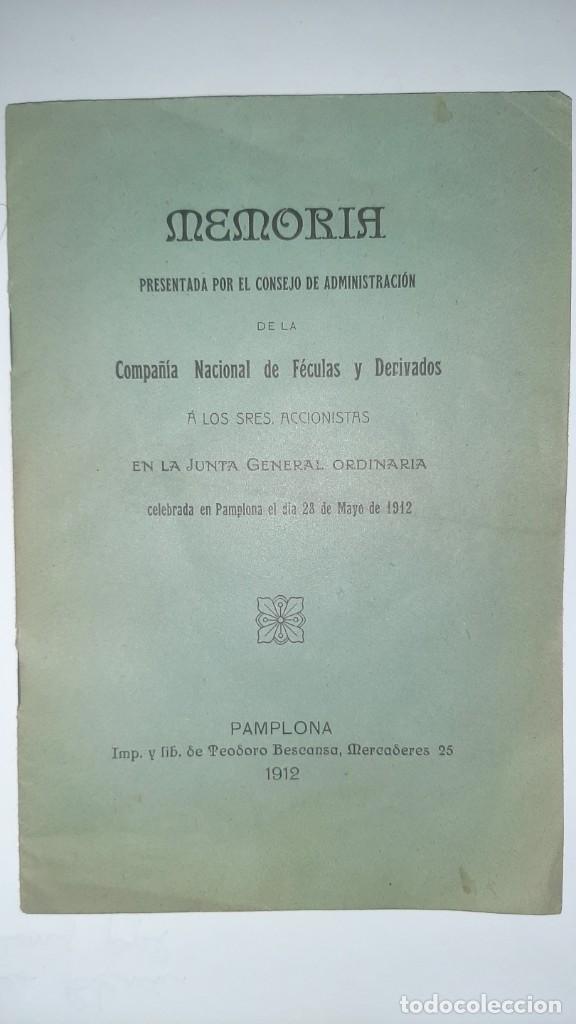 MEMORIA
PRESENTADA POR EL CONSEJO DE ADMINISTRACIÓN
DE LA
Compañía Nacional de Féculas y Derivados
Á LOS SRES. ACCIONISTAS
EN LA JUNTA GENERAL ORDINARIA
celebrada en Pamplona el día 28 de Mayo de 1912
PAMPLONA
Imp. y lib. de Teodoro Bescansa, Mercaderes 25
1912
todocoleccion